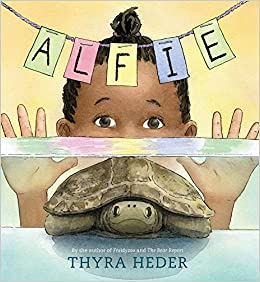 ALFIE
By the author of Fraidyzoo and The Bear Report
THYRA HEDER